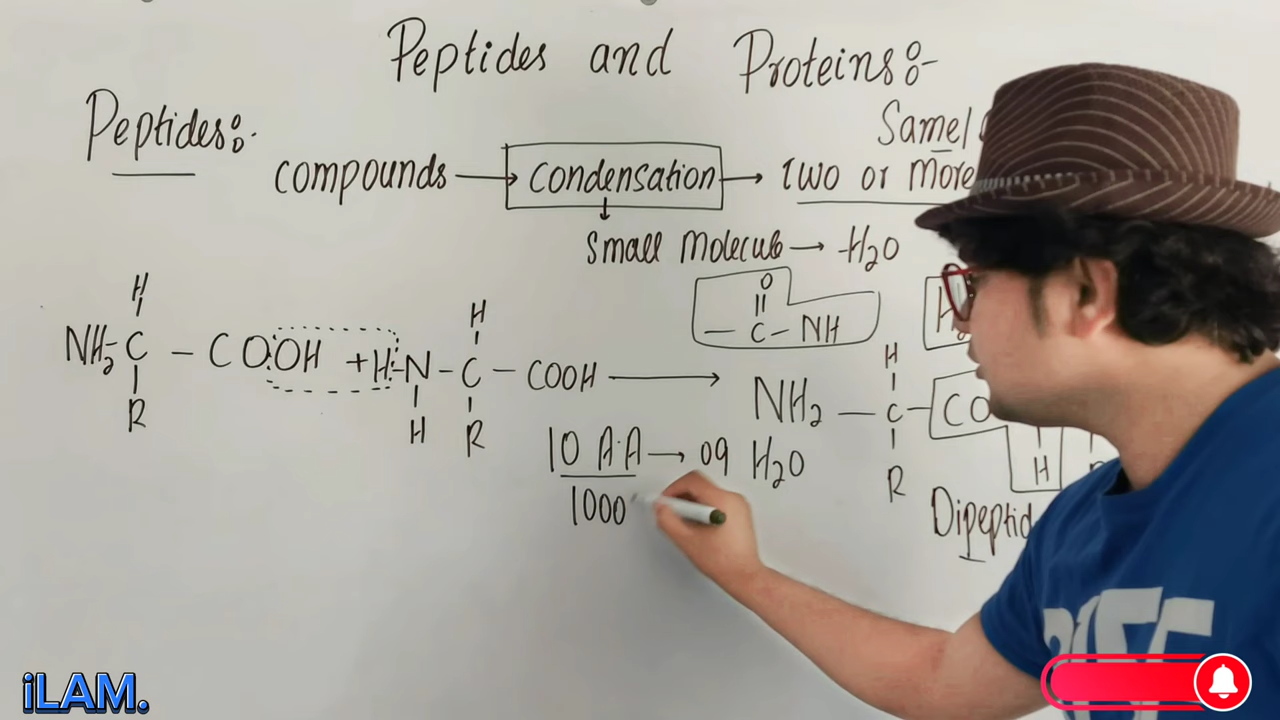 Peptides and Proteins:-
Peptides:-
Same/
compounds → condensation → two or more
Small Molecule → H2O
O
|| 
— C – NH
H
NH2 – C – COOH + H – N – C – COOH →
R
H
H
R
H
NH2 — C – CO
R
H
10 A.A → 09 H2O
1000
iLAM.